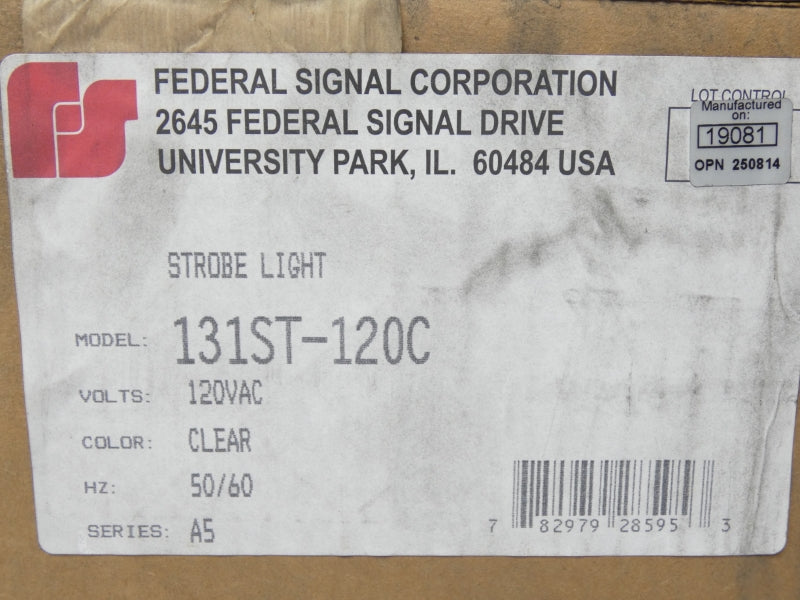 FEDERAL SIGNAL CORPORATION
2645 FEDERAL SIGNAL DRIVE
UNIVERSITY PARK, IL. 60484 USA
LOT CONTROL
Manufactured
on:
19081
OPN 250814
STROBE LIGHT
MODEL: 131ST-120C
VOLTS: 120VAC
COLOR: CLEAR
HZ: 50/60
SERIES: A5
7 82979 28595 3